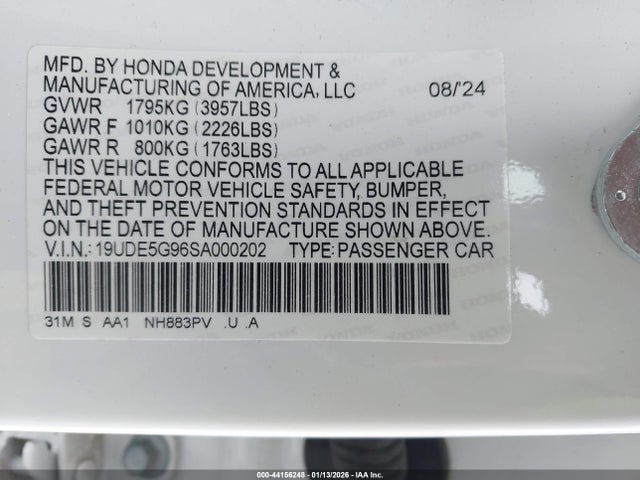 MFD. BY HONDA DEVELOPMENT &
MANUFACTURING OF AMERICA, LLC 08/'24
GVWR 1795KG (3957LBS)
GAWR F 1010KG (2226LBS)
GAWR R 800KG (1763LBS)
THIS VEHICLE CONFORMS TO ALL APPLICABLE
FEDERAL MOTOR VEHICLE SAFETY, BUMPER,
AND THEFT PREVENTION STANDARDS IN EFFECT
ON THE DATE OF MANUFACTURE SHOWN ABOVE.
V.I.N.: 19UDE5G96SA000202 TYPE: PASSENGER CAR
31M S AA1 NH883PV .U .A
000-44156248 - 01/13/2026 - IAA Inc.